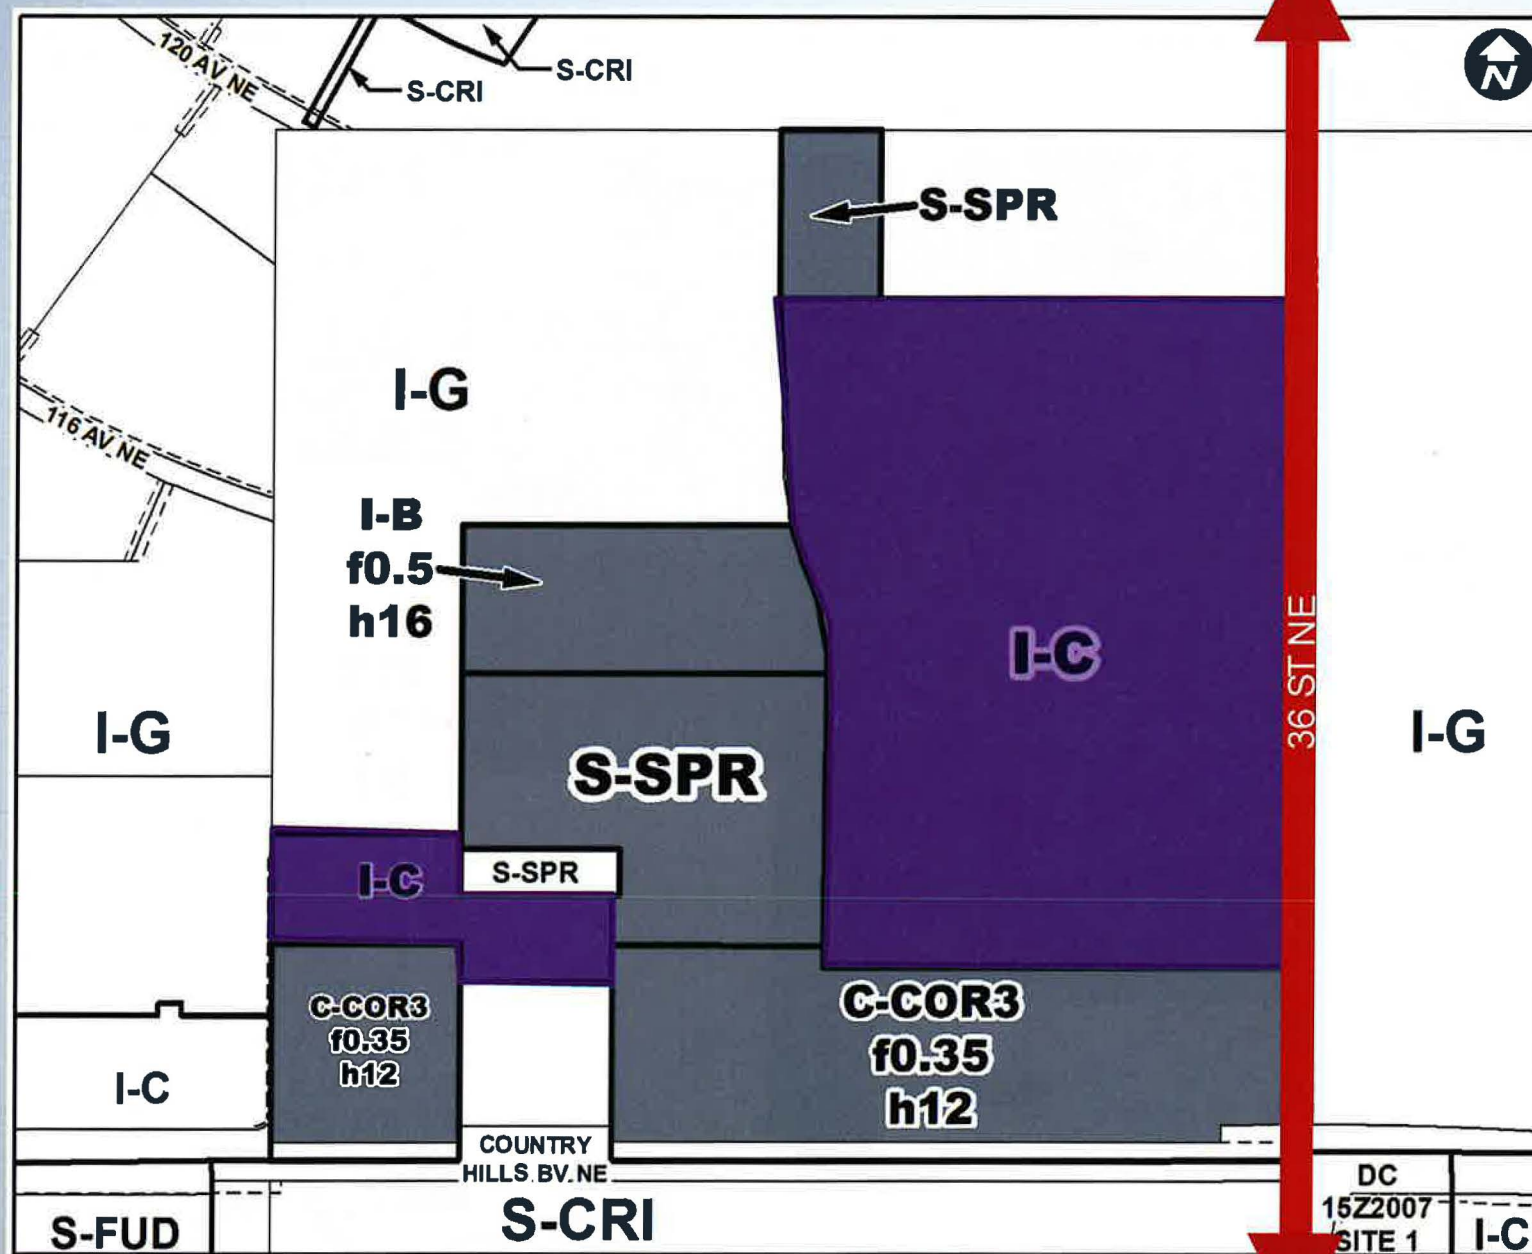 120 AV NE
S-CRI
S-CRI
N
S-SPR
I-G
116 AV NE
I-B
f0.5
h16
I-C
36 ST NE
I-G
I-G
S-SPR
I-C
S-SPR
C-COR3
f0.35
h12
C-COR3
f0.35
h12
I-C
COUNTRY
HILLS BV NE
S-CRI
S-FUD
DC
15Z2007
SITE 1
I-C